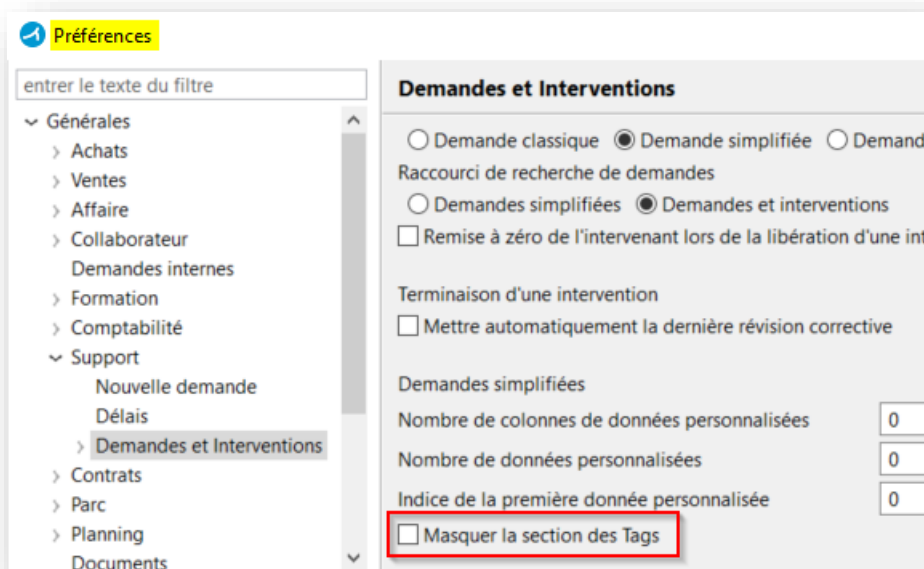 Préférences
entrer le texte du filtre
Générales
Achats
Ventes
Affaire
Collaborateur
Demandes internes
Formation
Comptabilité
Support
Nouvelle demande
Délais
Demandes et Interventions
Contrats
Parc
Planning
Documents
Demandes et Interventions
Demande classique Demande simplifiée Demand
Raccourci de recherche de demandes
Demandes simplifiées Demandes et interventions
Remise à zéro de l'intervenant lors de la libération d'une int
Terminaison d'une intervention
Mettre automatiquement la dernière révision corrective
Demandes simplifiées
Nombre de colonnes de données personnalisées 0
Nombre de données personnalisées 0
Indice de la première donnée personnalisée 0
Masquer la section des Tags